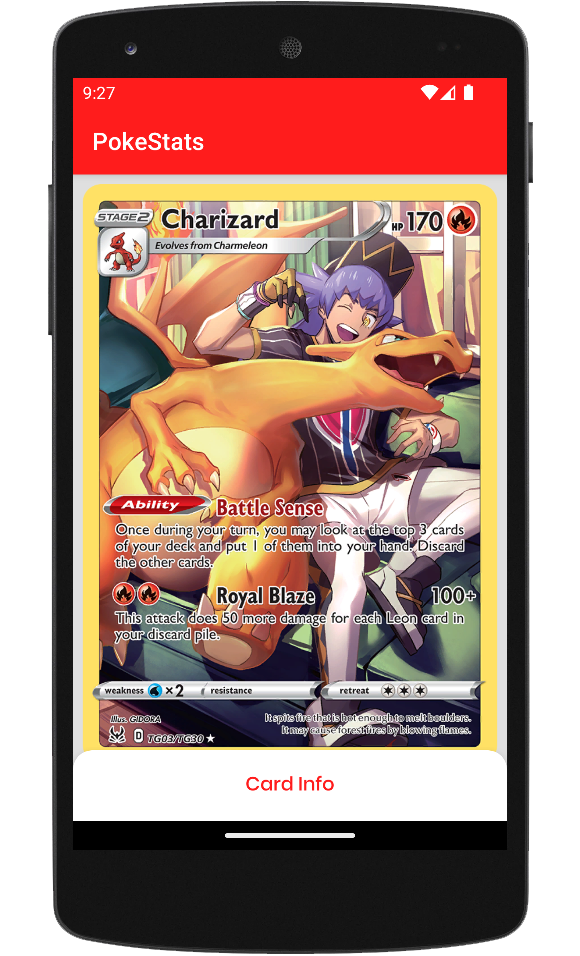 9:27
PokeStats
STAGE2
Charizard
HP 170
Evolves from Charmeleon
Ability
Battle Sense
Once during your turn, you may look at the top 3 cards
of your deck and put 1 of them into your hand. Discard
the other cards.
Royal Blaze 100+
This attack does 50 more damage for each Leon card in
your discard pile.
weakness ×2 resistance retreat
Illus. GIDORA
It spits fire that is hot enough to melt boulders.
It may cause forest fires by blowing flames.
D TG03/TG30 ★
Card Info